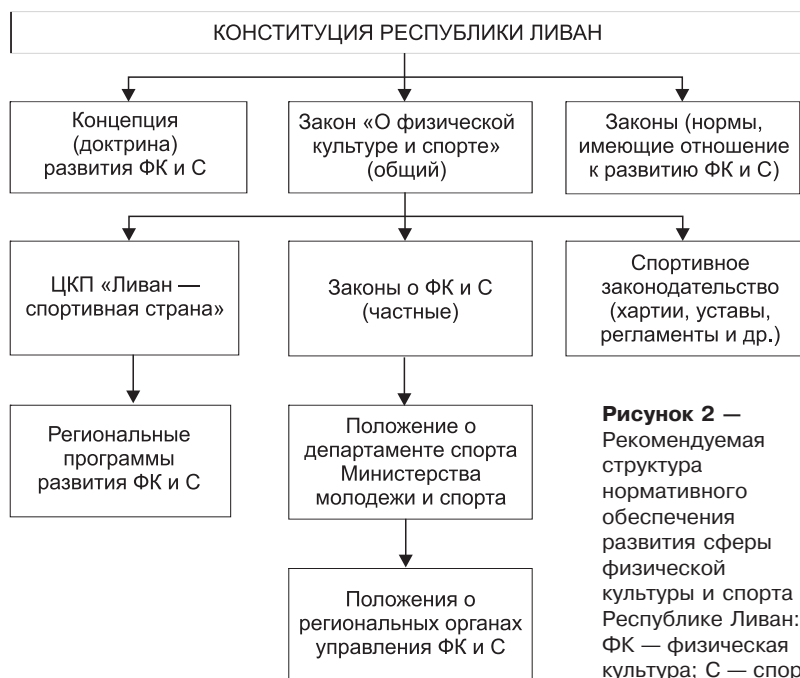 КОНСТИТУЦИЯ РЕСПУБЛИКИ ЛИВАН
Концепция
(доктрина)
развития ФК и С
Закон «О физической
культуре и спорте»
(общий)
Законы (нормы,
имеющие отношение
к развитию ФК и С)
ЦКП «Ливан —
спортивная страна»
Законы о ФК и С
(частные)
Спортивное
законодательство
(хартии, уставы,
регламенты и др.)
Региональные
программы
развития ФК и С
Положение о
департаменте спорта
Министерства
молодежи и спорта
Положения о
региональных органах
управления ФК и С
Рисунок 2 —
Рекомендуемая
структура
нормативного
обеспечения
развития сферы
физической
культуры и спорта
Республике Ливан:
ФК — физическая
культура; С —